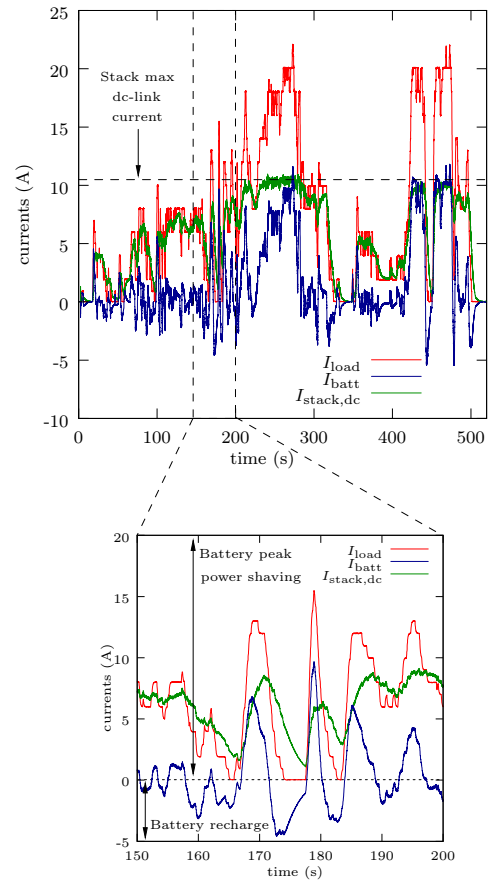 25
20
15
10
5
0
-5
-10
currents (A)
Stack max
dc-link
current
I_load
I_batt
I_stack,dc
0 100 200 300 400 500
time (s)
20
15
10
5
0
-5
currents (A)
Battery peak
power shaving
I_load
I_batt
I_stack,dc
Battery recharge
150 160 170 180 190 200
time (s)